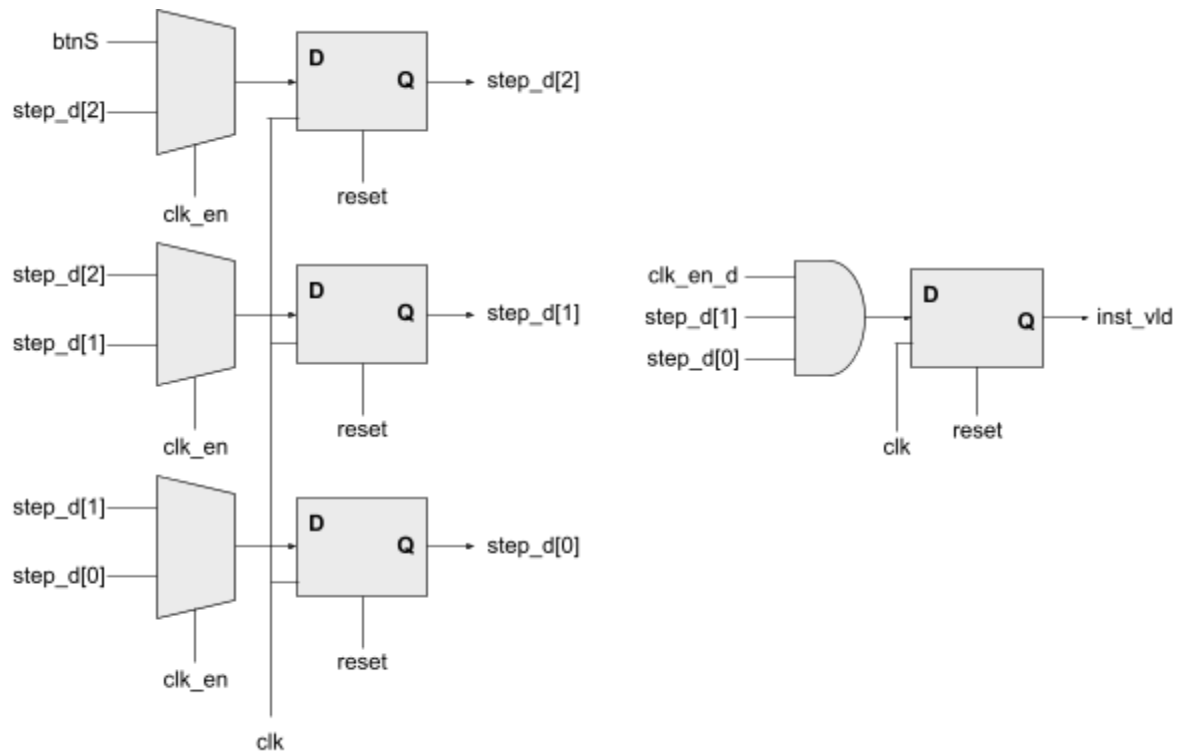 btnS
D
Q
step_d[2]
step_d[2]
reset
clk_en
step_d[2]
D
Q
step_d[1]
step_d[1]
reset
clk_en
step_d[1]
D
Q
step_d[0]
step_d[0]
reset
clk_en
clk
clk_en_d
step_d[1]
step_d[0]
D
Q
inst_vld
clk
reset